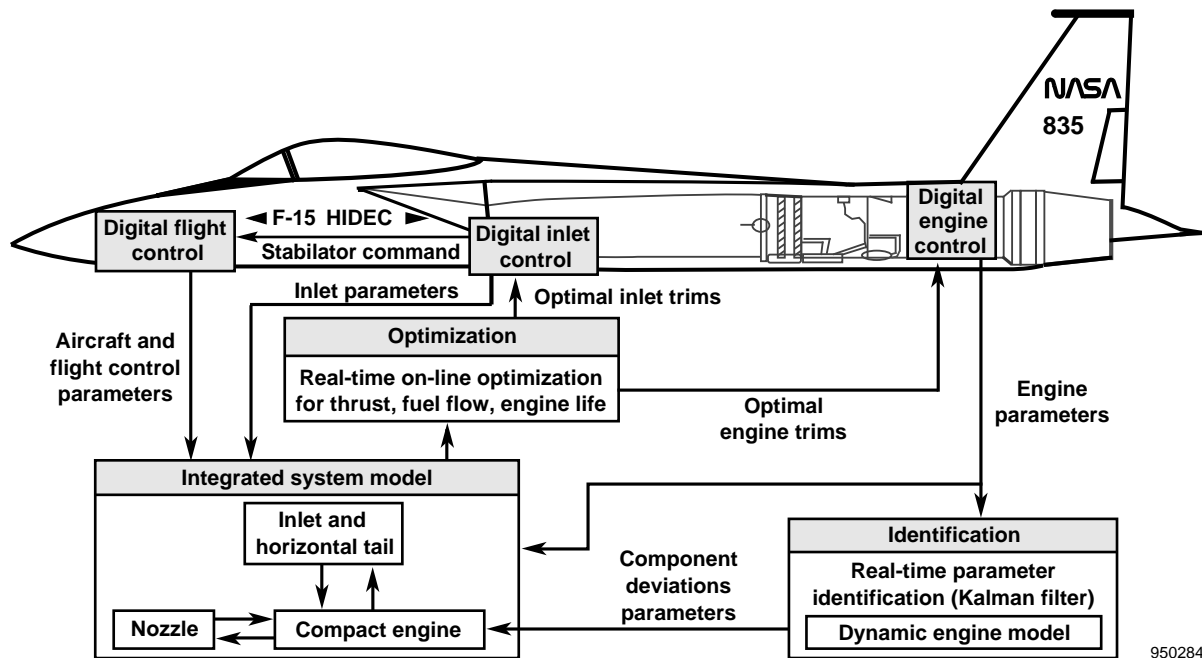 NASA
835
Digital flight
control
F-15 HIDEC
Stabilator command
Digital inlet
control
Digital
engine
control
Inlet parameters
Optimal inlet trims
Aircraft and
flight control
parameters
Optimization
Real-time on-line optimization
for thrust, fuel flow, engine life
Optimal
engine trims
Engine
parameters
Integrated system model
Inlet and
horizontal tail
Nozzle
Compact engine
Component
deviations
parameters
Identification
Real-time parameter
identification (Kalman filter)
Dynamic engine model
950284